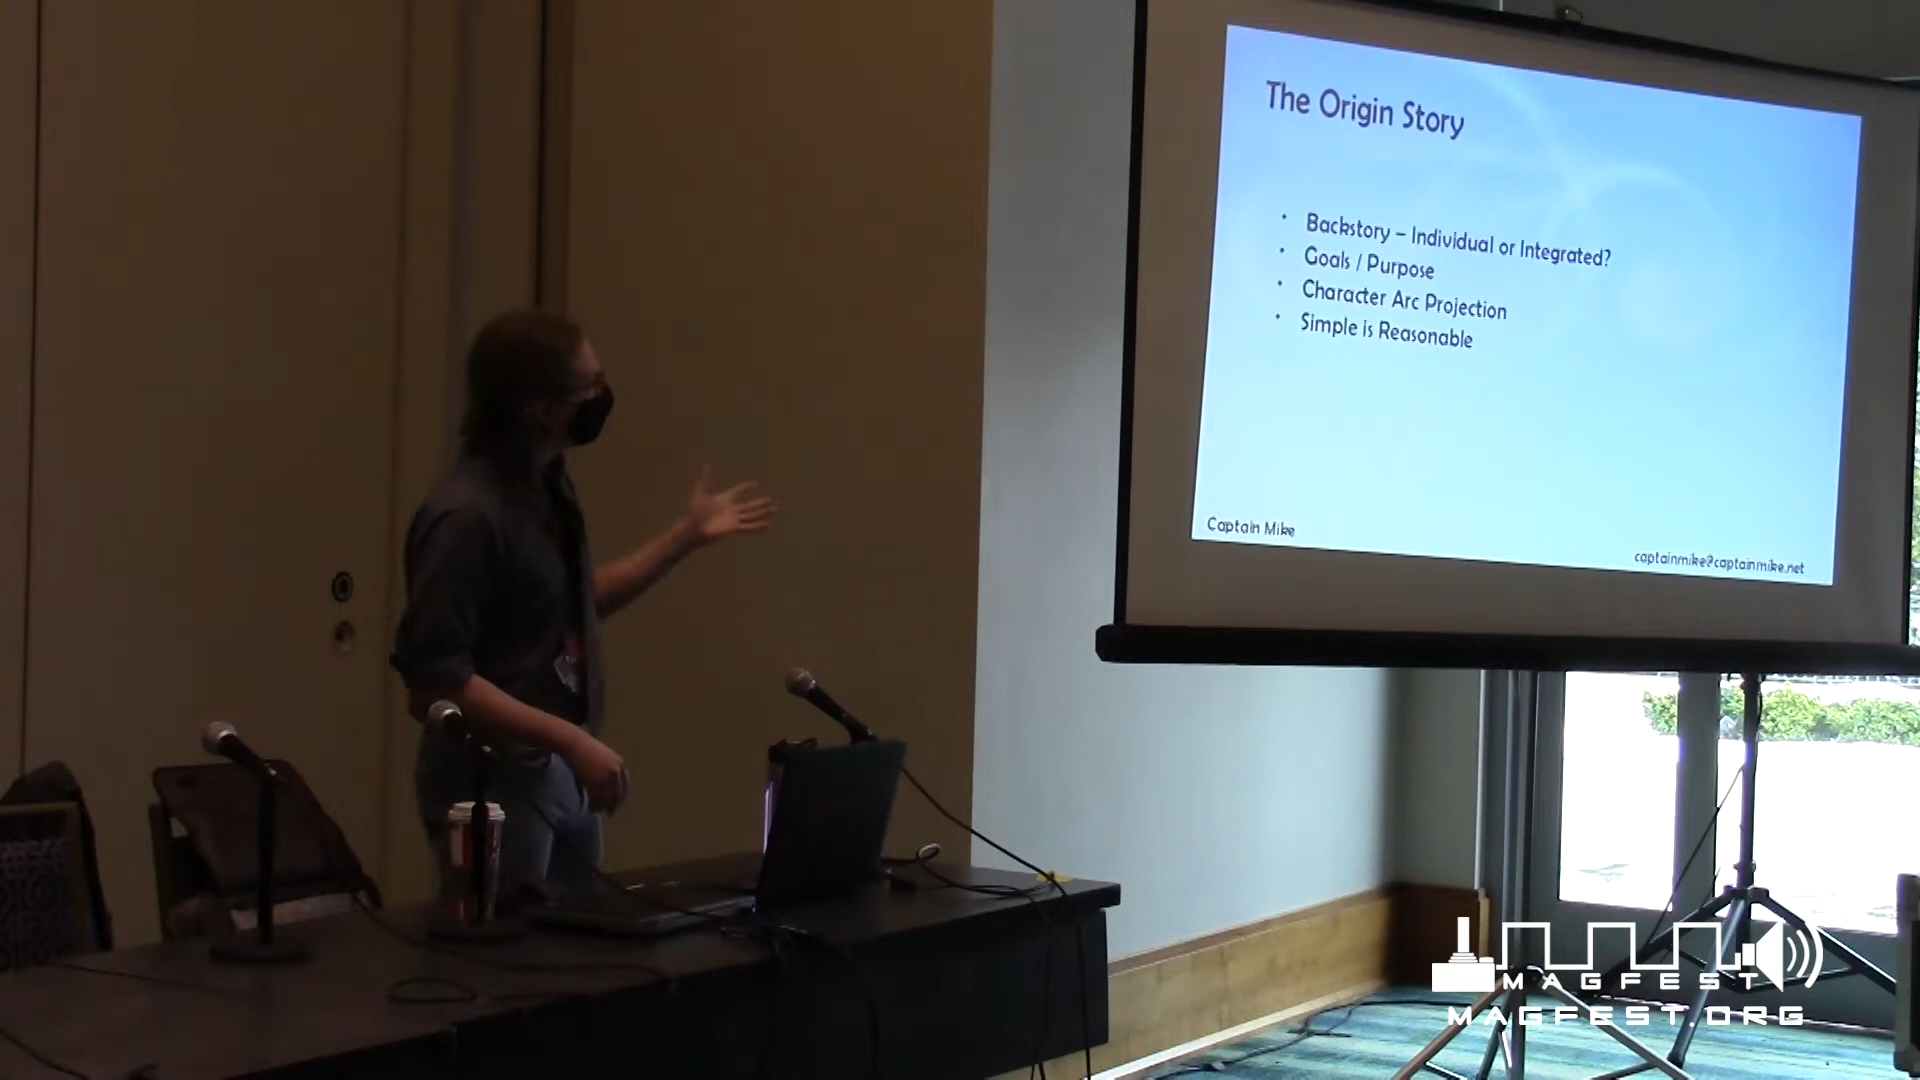 The Origin Story
• Backstory – Individual or Integrated?
• Goals / Purpose
• Character Arc Projection
• Simple is Reasonable
Captain Mike
captainmike@captainmike.net
MAGFEST
MAGFEST.ORG